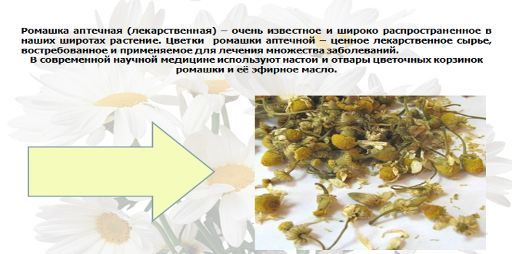 Ромашка аптечная (лекарственная) – очень известное и широко распространенное в
наших широтах растение. Цветки ромашки аптечной – ценное лекарственное сырье,
востребованное и применяемое для лечения множества заболеваний.
В современной научной медицине используют настои и отвары цветочных корзинок
ромашки и её эфирное масло.